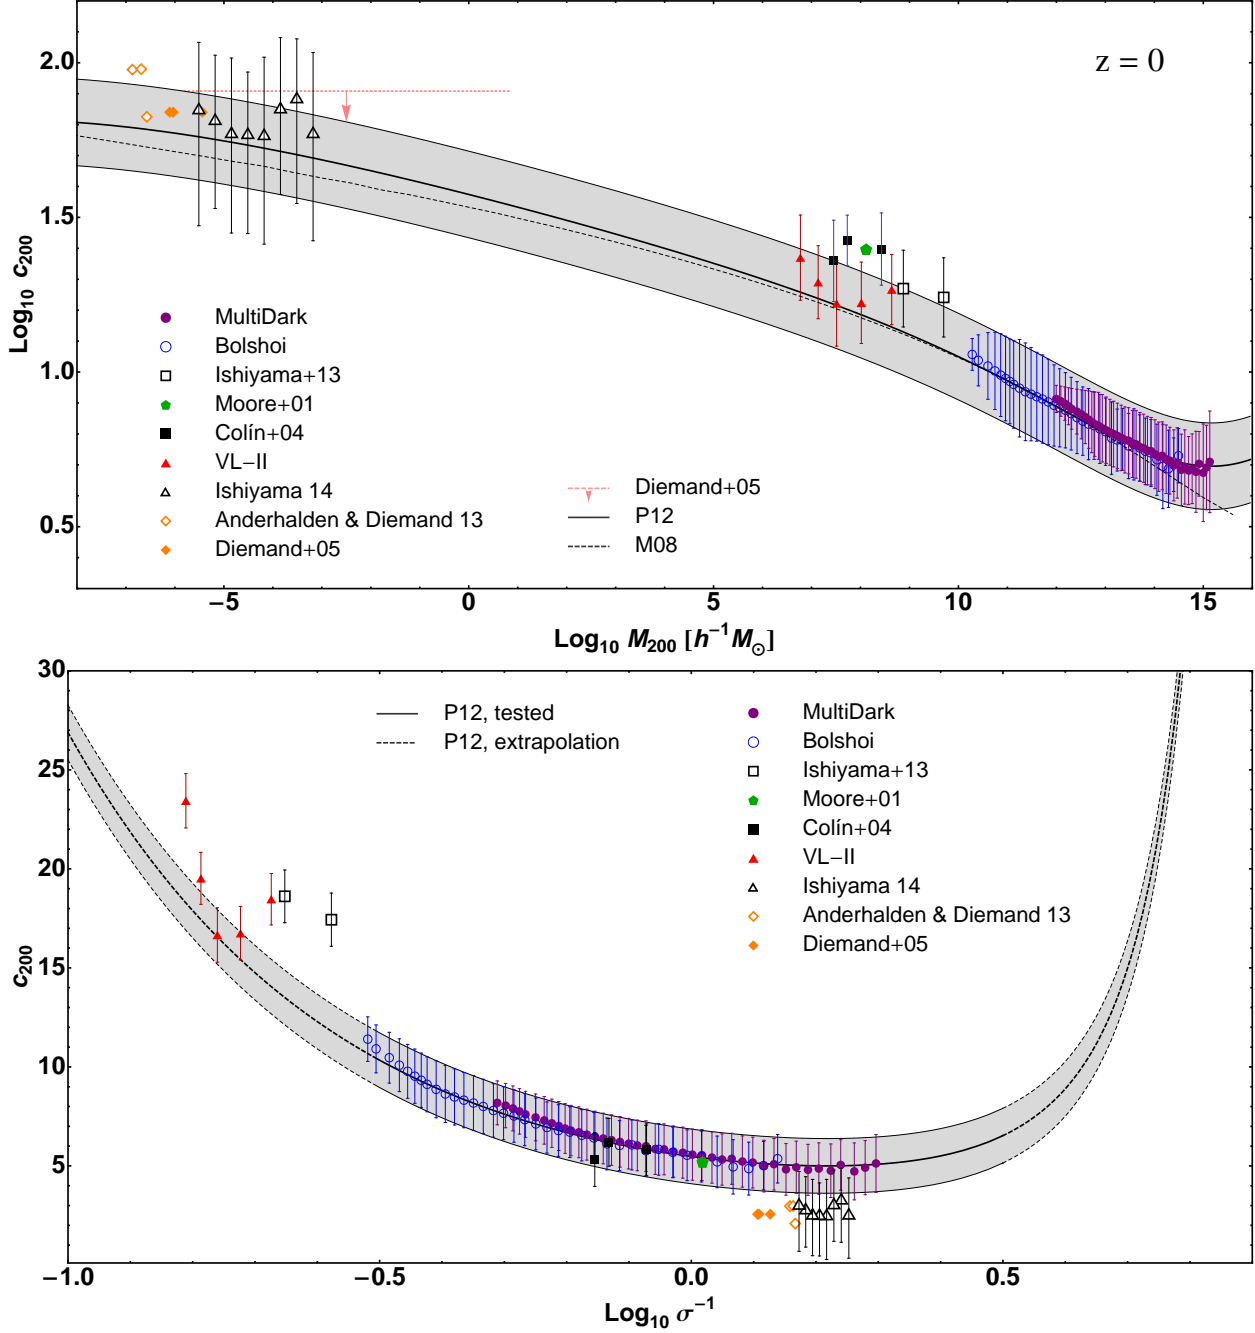 z = 0
2.0
1.5
1.0
0.5
Log10 c200
MultiDark
Bolshoi
Ishiyama+13
Moore+01
Colín+04
VL−II
Ishiyama 14
Anderhalden & Diemand 13
Diemand+05
Diemand+05
P12
M08
−5 0 5 10 15
Log10 M200 [h−1M⊙]
30
25
20
15
10
5
c200
P12, tested
P12, extrapolation
MultiDark
Bolshoi
Ishiyama+13
Moore+01
Colín+04
VL−II
Ishiyama 14
Anderhalden & Diemand 13
Diemand+05
−1.0 −0.5 0.0 0.5
Log10 σ−1